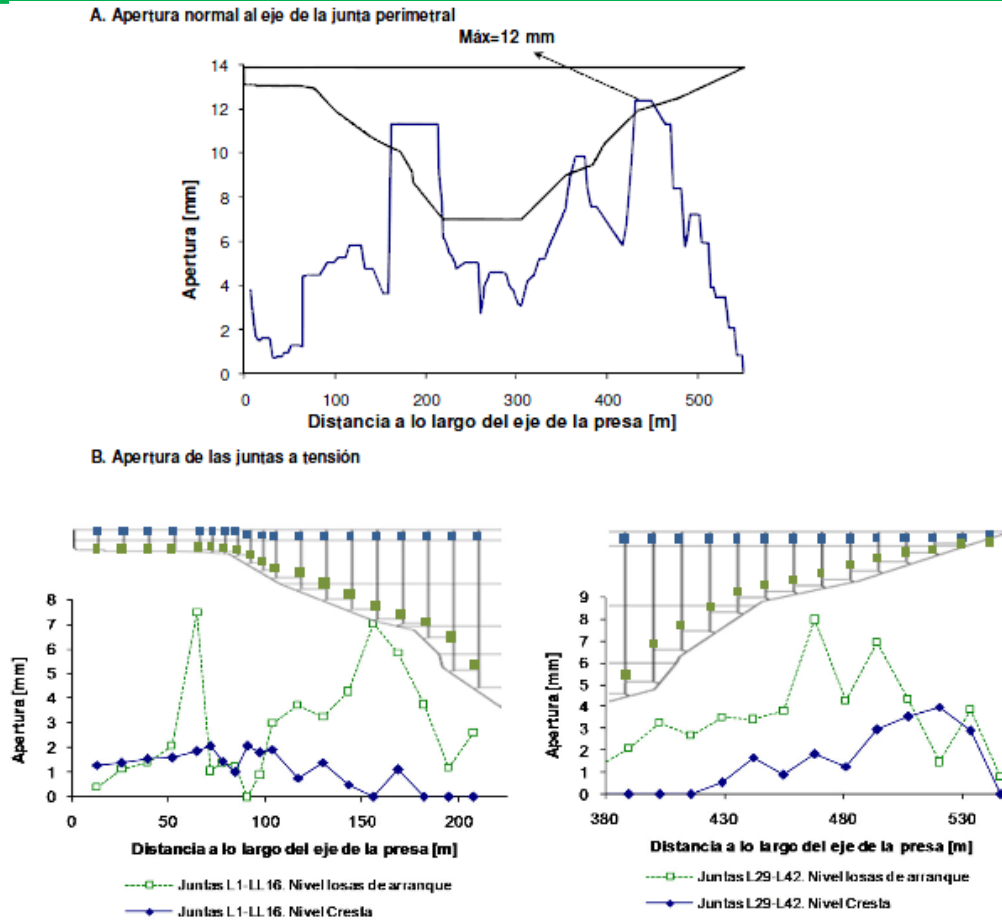 A. Apertura normal al eje de la junta perimetral
Máx=12 mm
Apertura [mm]
14
12
10
8
6
4
2
0
0 100 200 300 400 500
Distancia a lo largo del eje de la presa [m]
B. Apertura de las juntas a tensión
Apertura [mm]
8
7
6
5
4
3
2
1
0
0 50 100 150 200
Distancia a lo largo del eje de la presa [m]
Juntas L1-LL16. Nivel losas de arranque
Juntas L1-LL16. Nivel Cresta
Apertura [mm]
9
8
7
6
5
4
3
2
1
0
380 430 480 530
Distancia a lo largo del eje de la presa [m]
Juntas L29-L42. Nivel losas de arranque
Juntas L29-L42. Nivel Cresta